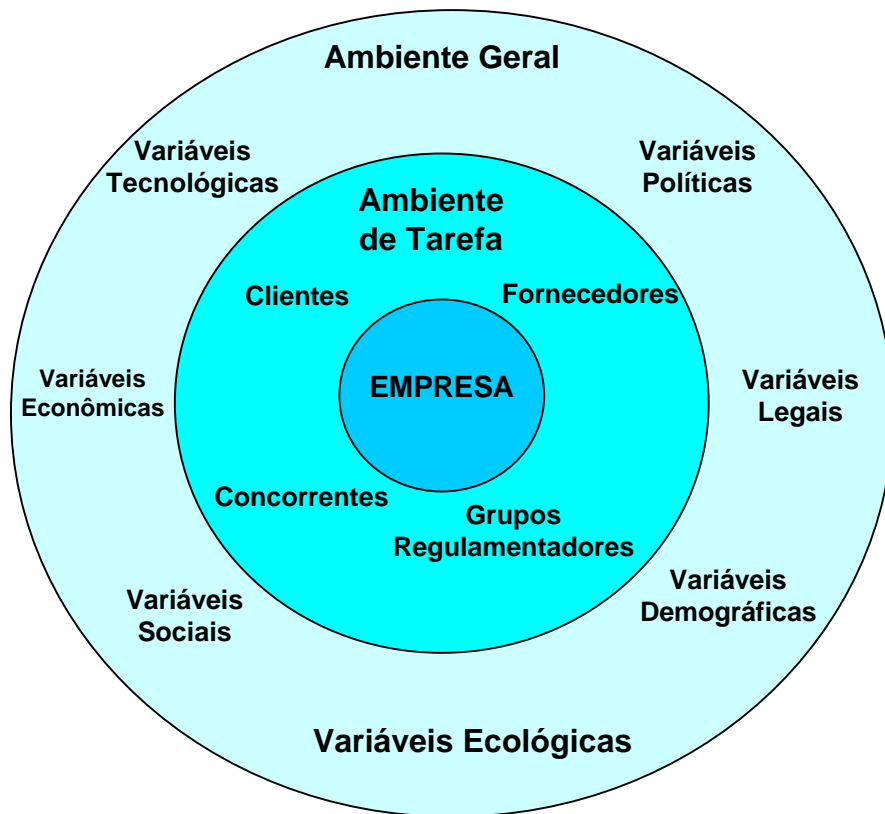 Ambiente Geral
Variáveis
Tecnológicas
Variáveis
Políticas
Ambiente
de Tarefa
Clientes
Fornecedores
EMPRESA
Variáveis
Econômicas
Variáveis
Legais
Concorrentes
Grupos
Regulamentadores
Variáveis
Sociais
Variáveis
Demográficas
Variáveis Ecológicas